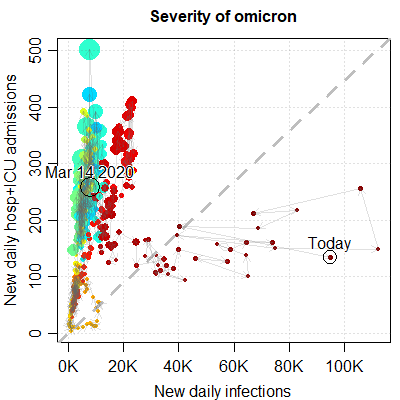 Severity of omicron
New daily hosp+ICU admissions
500
400
300
200
100
0
Mar 14,2020
Today
0K 20K 40K 60K 80K 100K
New daily infections